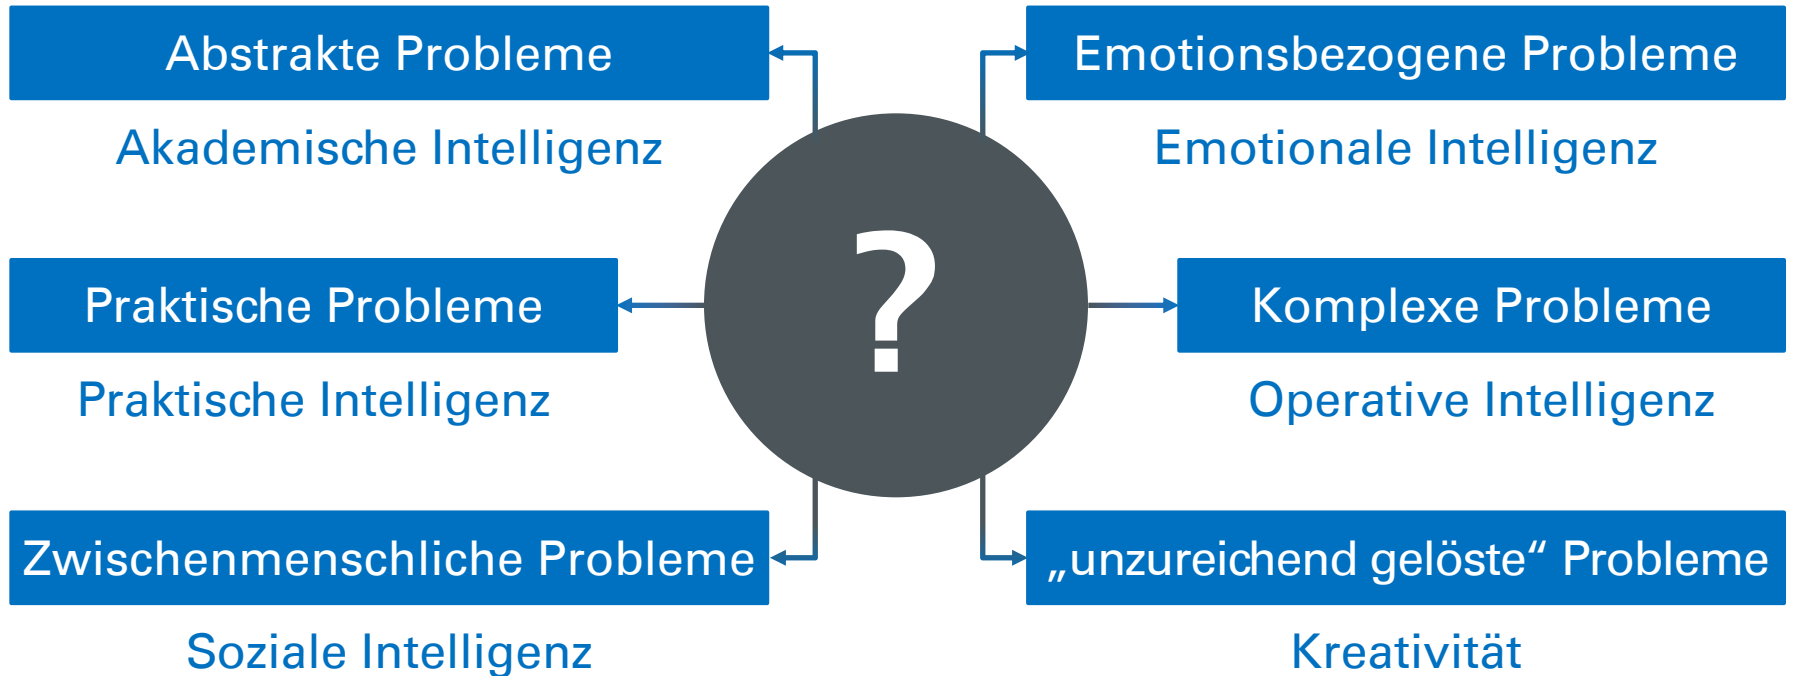 Abstrakte Probleme
Akademische Intelligenz
Emotionsbezogene Probleme
Emotionale Intelligenz
?
Praktische Probleme
Praktische Intelligenz
Komplexe Probleme
Operative Intelligenz
Zwischenmenschliche Probleme
Soziale Intelligenz
„unzureichend gelöste“ Probleme
Kreativität